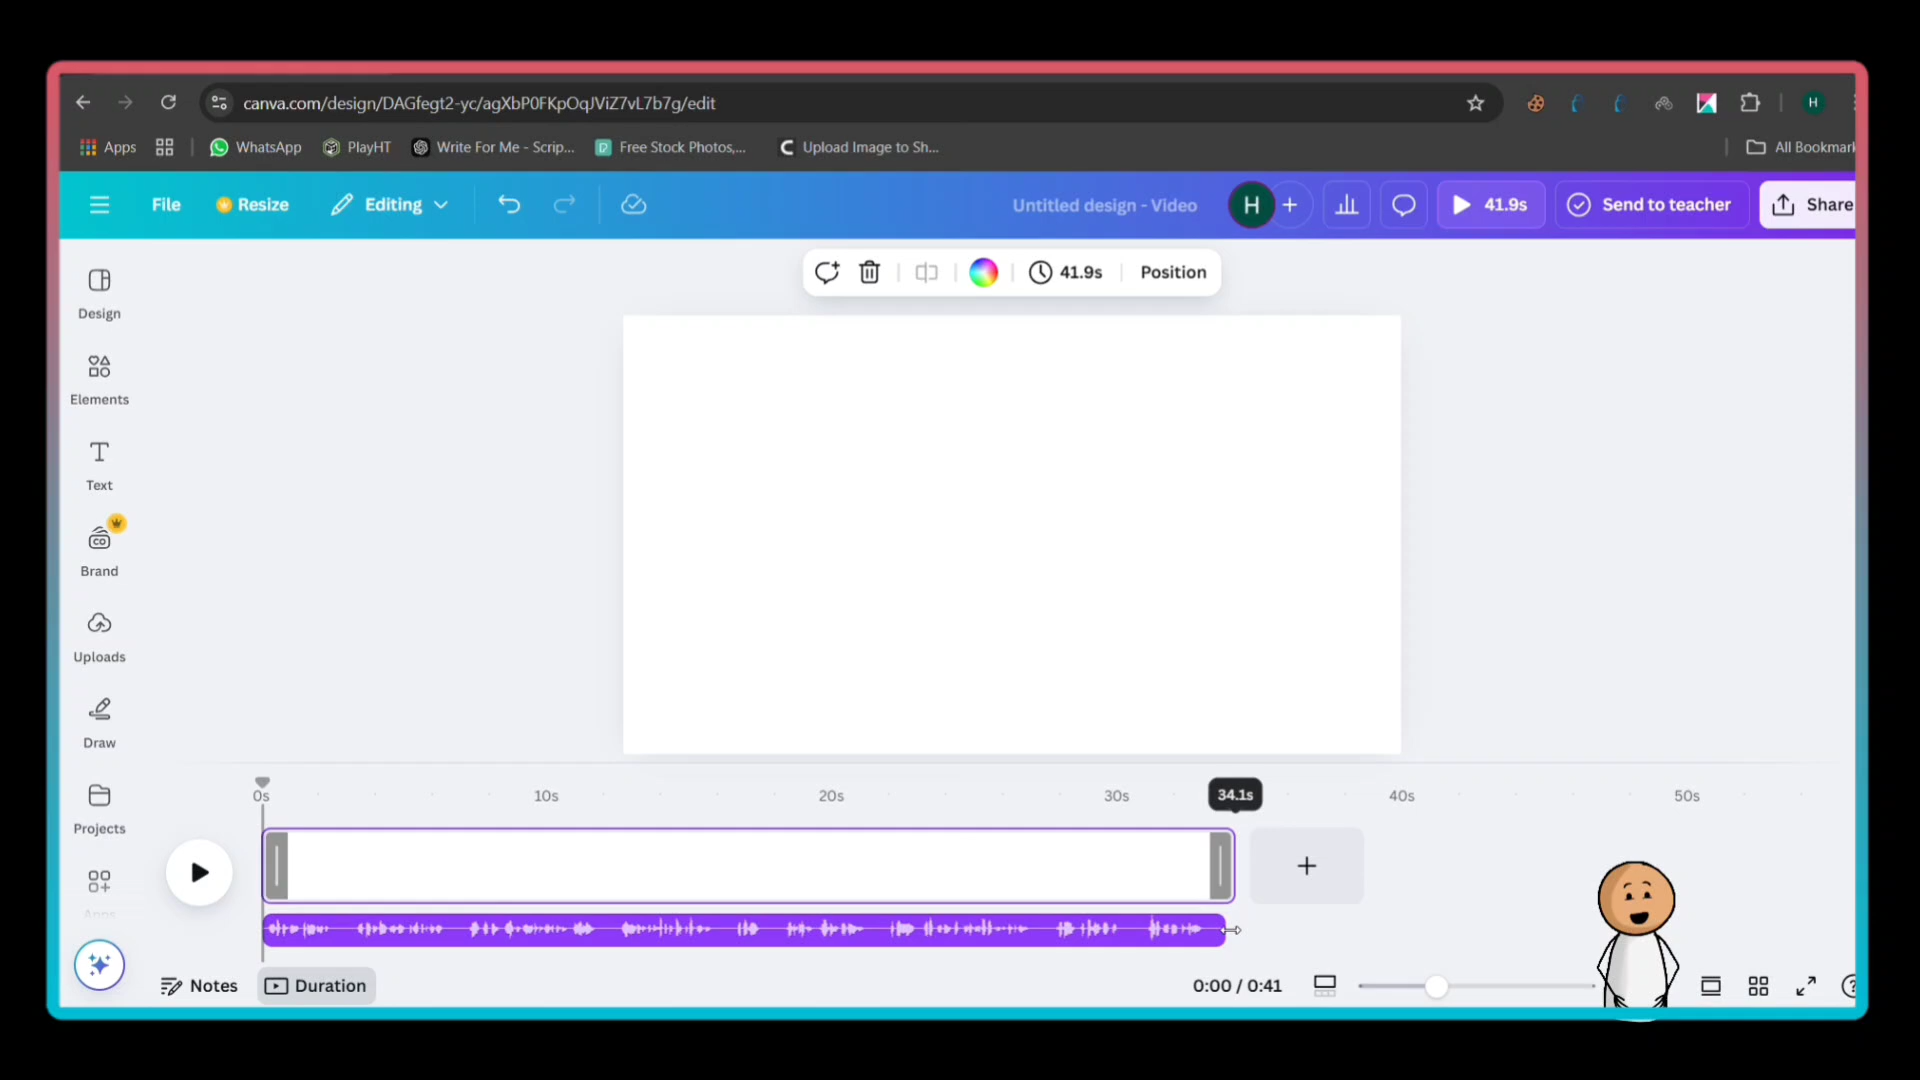 canva.com/design/DAGfegt2-yc/agXbP0FKpOqJViZ7vL7b7g/edit
H
Apps WhatsApp PlayHT Write For Me - Scrip... Free Stock Photos,... Upload Image to Sh... All Bookmark
File Resize Editing Untitled design - Video H + 41.9s Send to teacher Share
41.9s Position
Design
Elements
Text
CO
Brand
Uploads
Draw
Projects
Apps
0s 10s 20s 30s 34.1s 40s 50s
+
Notes Duration 0:00 / 0:41 ?